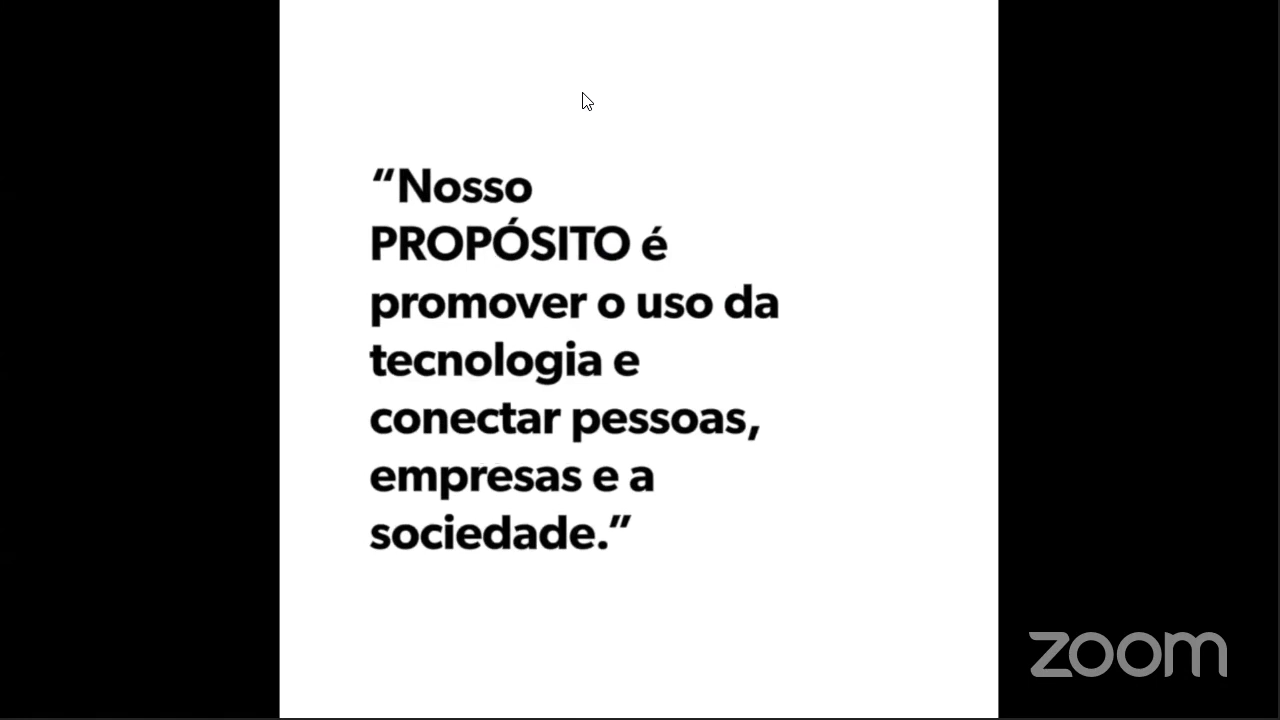 “Nosso
PROPÓSITO é
promover o uso da
tecnologia e
conectar pessoas,
empresas e a
sociedade.”
zoom